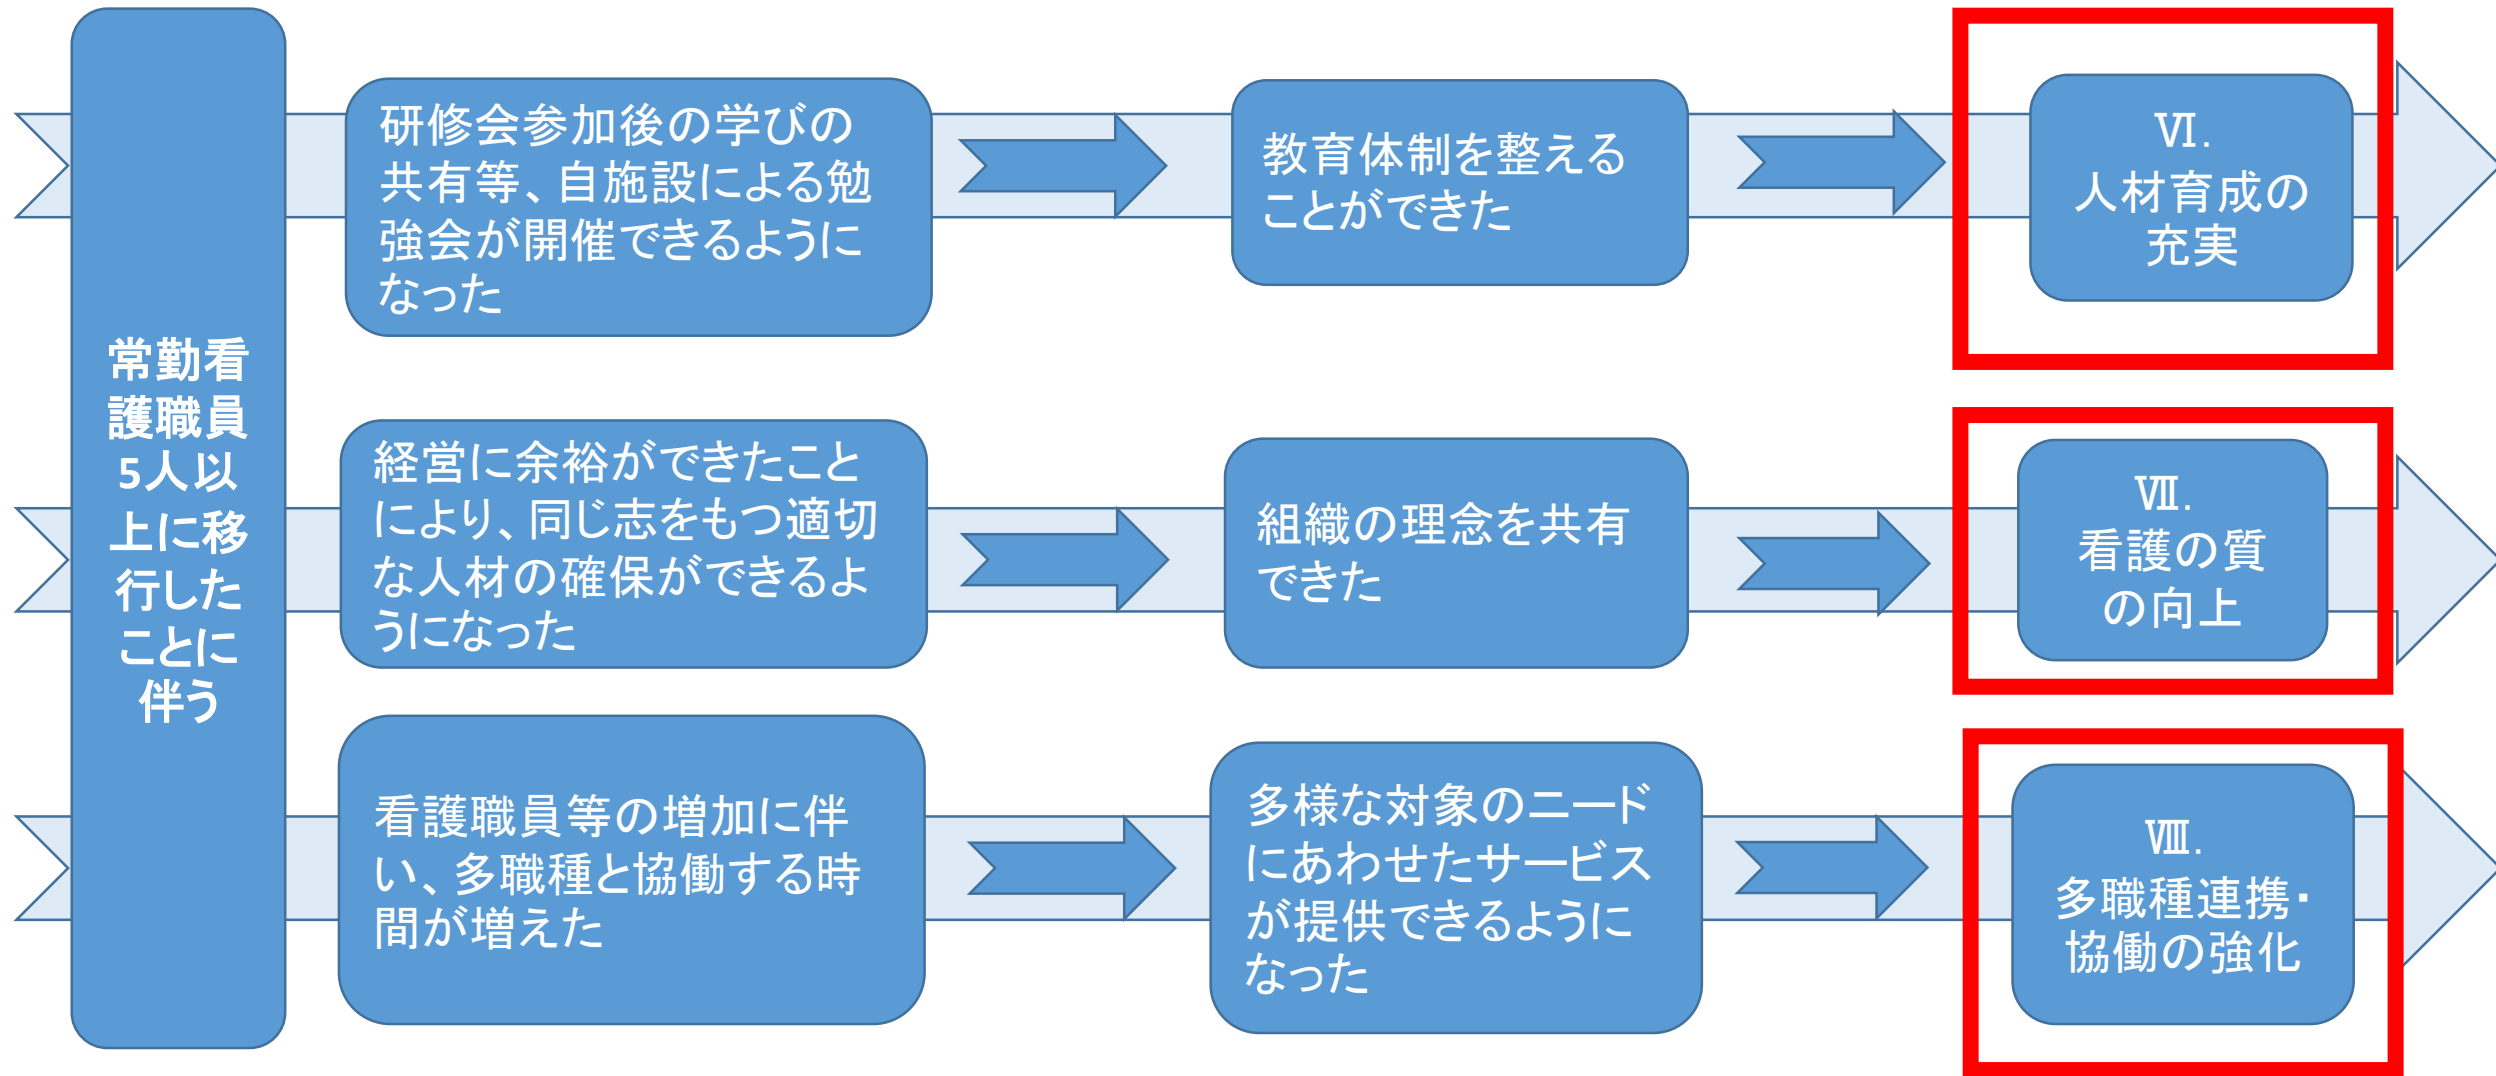 常勤看
護職員
5人以
上に移
行した
ことに
伴う
研修会参加後の学びの
共有等、自施設による勉
強会が開催できるように
なった
教育体制を整える
ことができた
Ⅵ.
人材育成の
充実
経営に余裕ができたこと
により、同じ志をもつ適切
な人材の確保ができるよ
うになった
組織の理念を共有
できた
Ⅶ.
看護の質
の向上
看護職員等の増加に伴
い、多職種と協働する時
間が増えた
多様な対象のニード
にあわせたサービス
が提供できるように
なった
Ⅷ.
多職種連携・
協働の強化